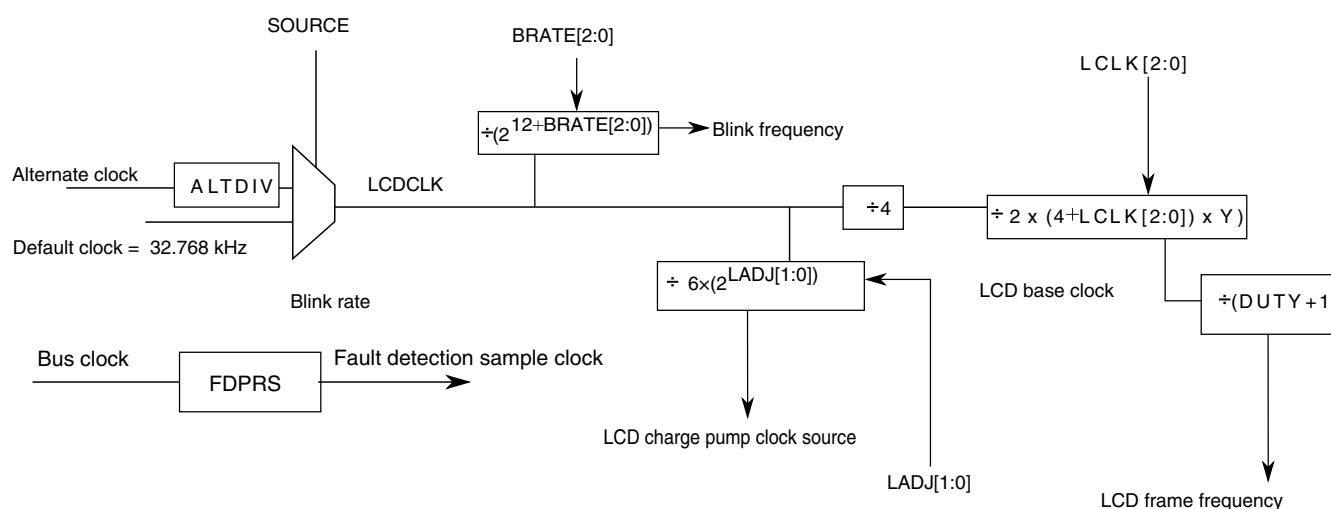 SOURCE
BRATE[2:0]
LCLK[2:0]
÷(2^12+BRATE[2:0])
Blink frequency
Alternate clock
ALTDIV
LCDCLK
÷4
÷ 2 x (4+LCLK[2:0]) x Y)
Default clock = 32.768 kHz
÷ 6×(2^LADJ[1:0])
LCD base clock
Blink rate
÷(DUTY+1
Bus clock
FDPRS
Fault detection sample clock
LCD charge pump clock source
LADJ[1:0]
LCD frame frequency